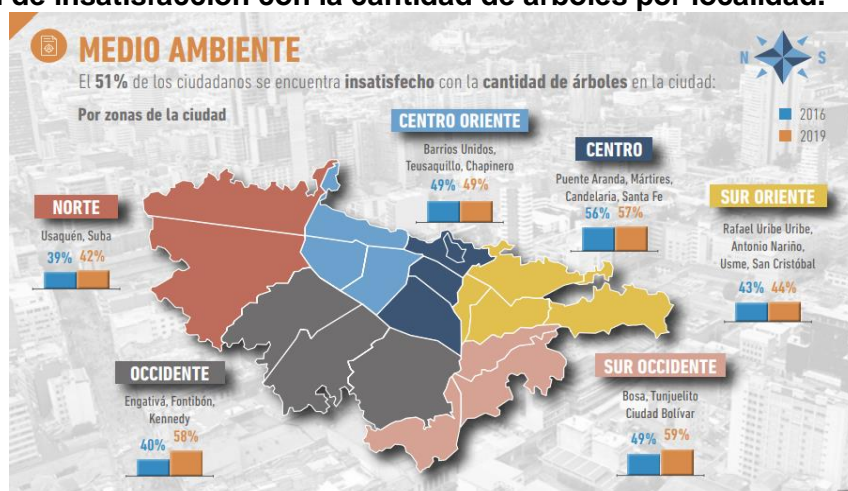 de insatisfacción con la cantidad de árboles por localidad.
MEDIO AMBIENTE
El 51% de los ciudadanos se encuentra insatisfecho con la cantidad de árboles en la ciudad:
Por zonas de la ciudad
N S
2016
2019
CENTRO ORIENTE
Barrios Unidos,
Teusaquillo, Chapinero
49% 49%
CENTRO
Puente Aranda, Mártires,
Candelaria, Santa Fe
56% 57%
SUR ORIENTE
Rafael Uribe Uribe,
Antonio Nariño,
Usme, San Cristóbal
43% 44%
NORTE
Usaquén, Suba
39% 42%
OCCIDENTE
Engativá, Fontibón,
Kennedy
40% 58%
SUR OCCIDENTE
Bosa, Tunjuelito
Ciudad Bolívar
49% 59%